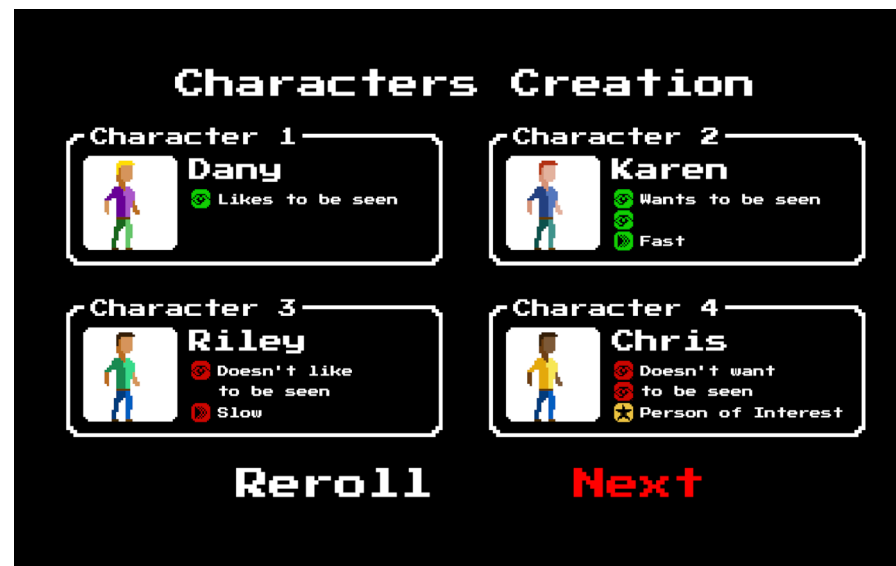 Characters Creation
Character 1
Dany
Likes to be seen
Character 2
Karen
Wants to be seen
Fast
Character 3
Riley
Doesn't like
to be seen
Slow
Character 4
Chris
Doesn't want
to be seen
Person of Interest
Reroll
Next